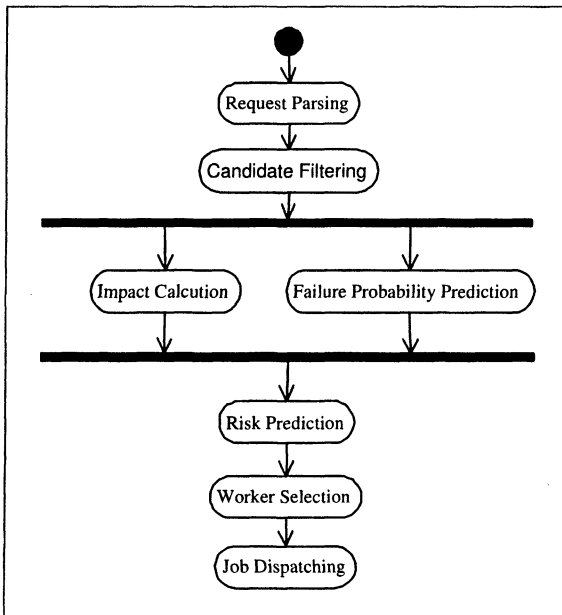 Request Parsing
Candidate Filtering
Impact Calcution
Failure Probability Prediction
Risk Prediction
Worker Selection
Job Dispatching